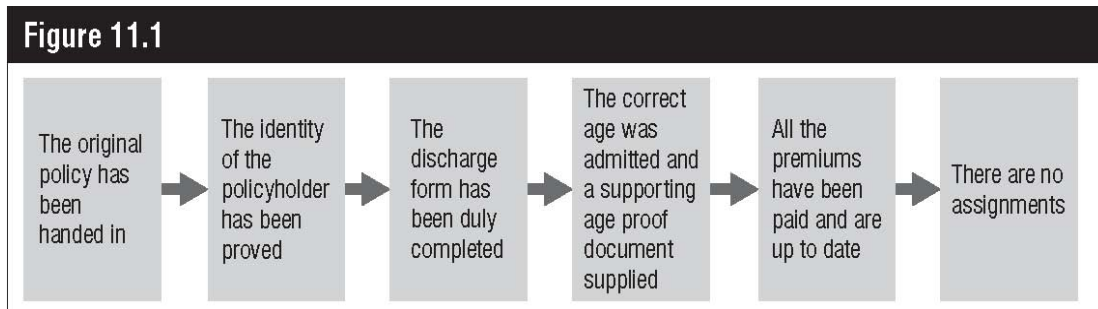 Figure 11.1
The original
policy has
been
handed in
The identity
of the
policyholder
has been
proved
The
discharge
form has
been duly
completed
The correct
age was
admitted and
a supporting
age proof
document
supplied
All the
premiums
have been
paid and are
up to date
There are no
assignments